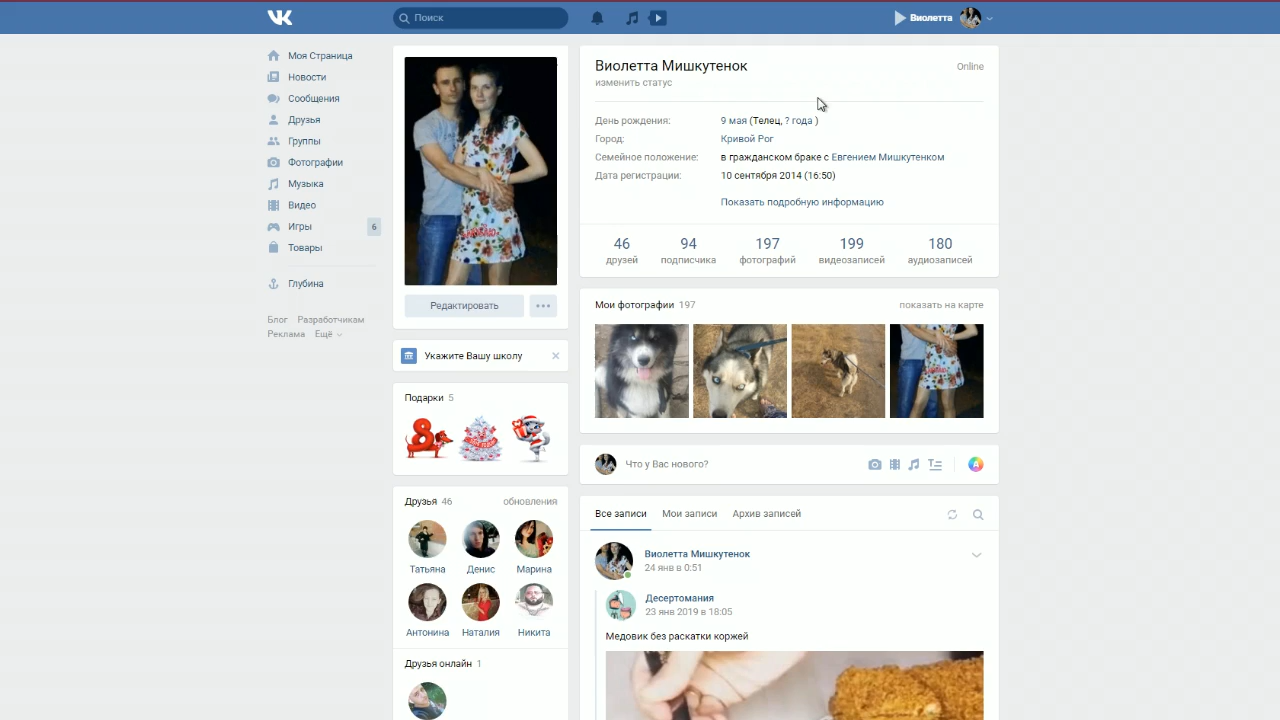 Поиск
Виолетта
Моя Страница
Новости
Сообщения
Друзья
Группы
Фотографии
Музыка
Видео
Игры 6
Товары
Глубина
Блог Разработчикам
Реклама Ещё
Редактировать
Укажите Вашу школу
Подарки 5
Друзья 46 обновления
Татьяна Денис Марина
Антонина Наталия Никита
Друзья онлайн 1
Виолетта Мишкутенок Online
изменить статус
День рождения: 9 мая (Телец, ? года )
Город: Кривой Рог
Семейное положение: в гражданском браке с Евгением Мишкутенком
Дата регистрации: 10 сентября 2014 (16:50)
Показать подробную информацию
46 94 197 199 180
друзей подписчика фотографий видеозаписей аудиозаписей
Мои фотографии 197 показать на карте
Что у Вас нового?
Все записи Мои записи Архив записей
Виолетта Мишкутенок
24 янв в 0:51
Десертомания
23 янв 2019 в 18:05
Медовик без раскатки коржей